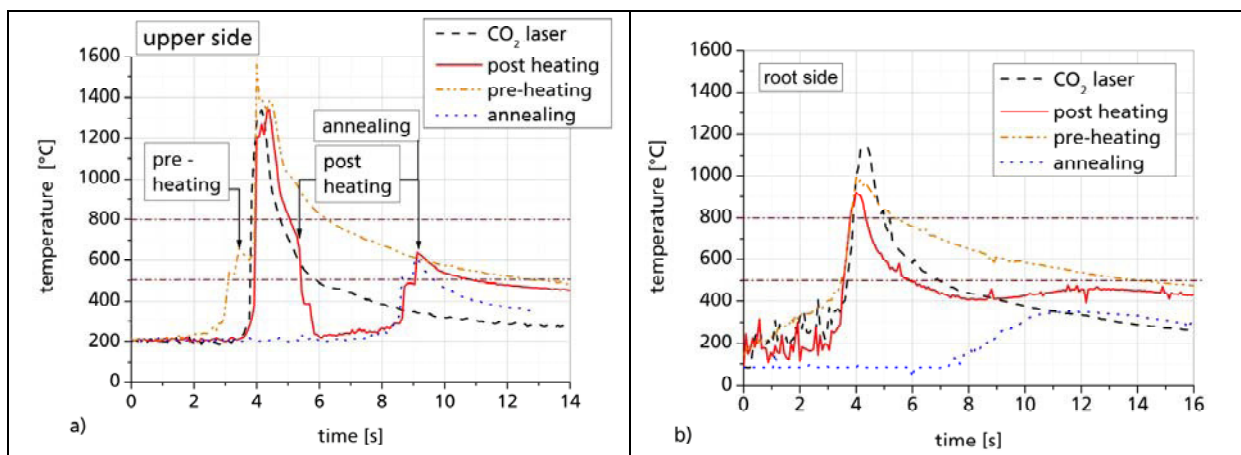 upper side
CO2 laser
post heating
pre-heating
annealing
1600
1400
1200
1000
800
600
400
200
0
temperature [°C]
annealing
pre -
heating
post
heating
0 2 4 6 8 10 12 14
time [s]
a)
root side
CO2 laser
post heating
pre-heating
annealing
1600
1400
1200
1000
800
600
400
200
0
temperature [°C]
0 2 4 6 8 10 12 14 16
time [s]
b)